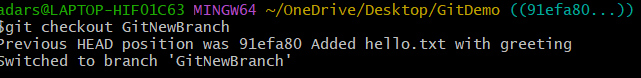 adars@LAPTOP-HIFO1C63 MINGW64 ~/OneDrive/Desktop/GitDemo ((91efa80...))
$git checkout GitNewBranch
Previous HEAD position was 91efa80 Added hello.txt with greeting
Switched to branch 'GitNewBranch'